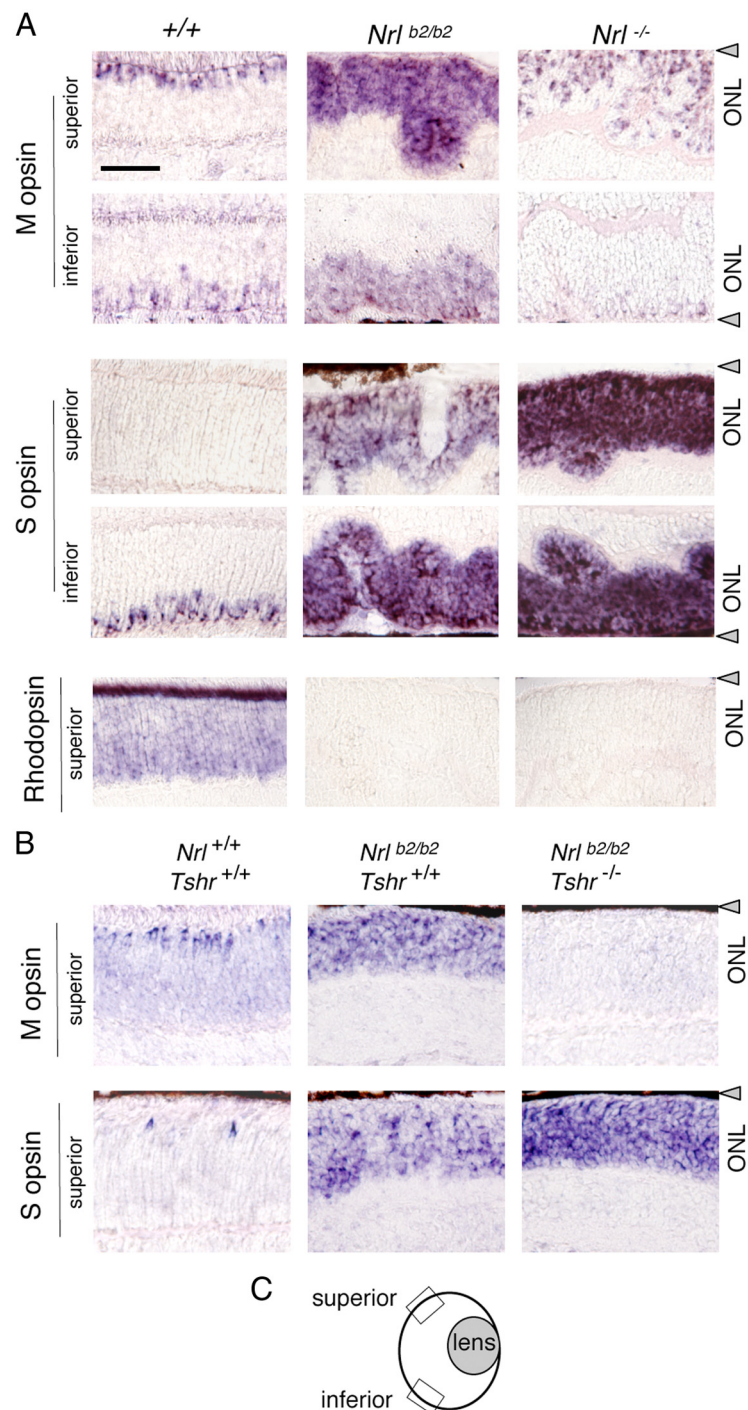 A
+/+ Nrl b2/b2 Nrl -/-
M opsin
superior
ONL
inferior
ONL
S opsin
superior
ONL
inferior
ONL
Rhodopsin
superior
ONL
B
Nrl +/+ Nrl b2/b2 Nrl b2/b2
Tshr +/+ Tshr +/+ Tshr -/-
M opsin
superior
ONL
S opsin
superior
ONL
C
superior
lens
inferior